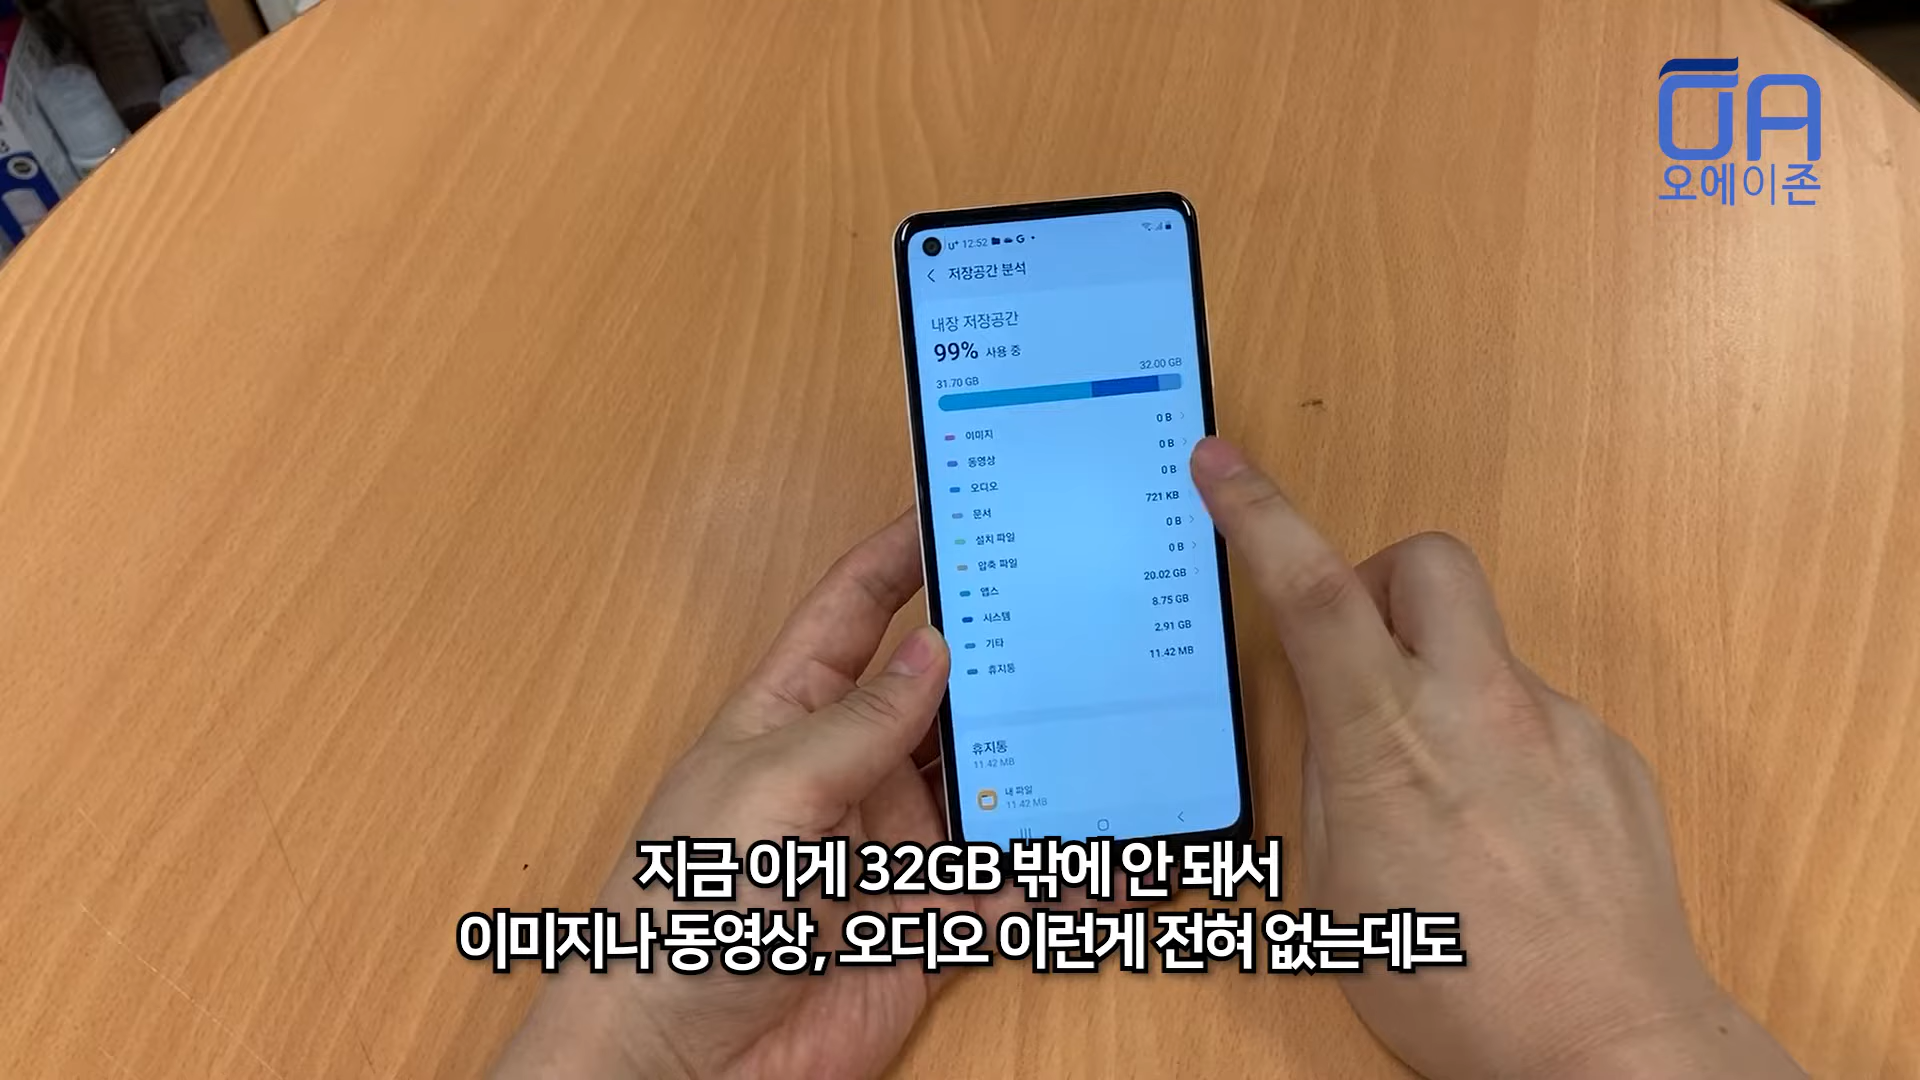 오에이존
U+ 12:52 G
저장공간 분석
내장 저장공간
99% 사용 중
31.70 GB 32.00 GB
이미지 0 B
동영상 0 B
오디오 0 B
문서 721 KB
설치 파일 0 B
압축 파일 0 B
앱스 20.02 GB
시스템 8.75 GB
기타 2.91 GB
휴지통 11.42 MB
휴지통
11.42 MB
내 파일
11.42 MB
지금 이게 32GB 밖에 안 돼서
이미지나 동영상, 오디오 이런게 전혀 없는데도